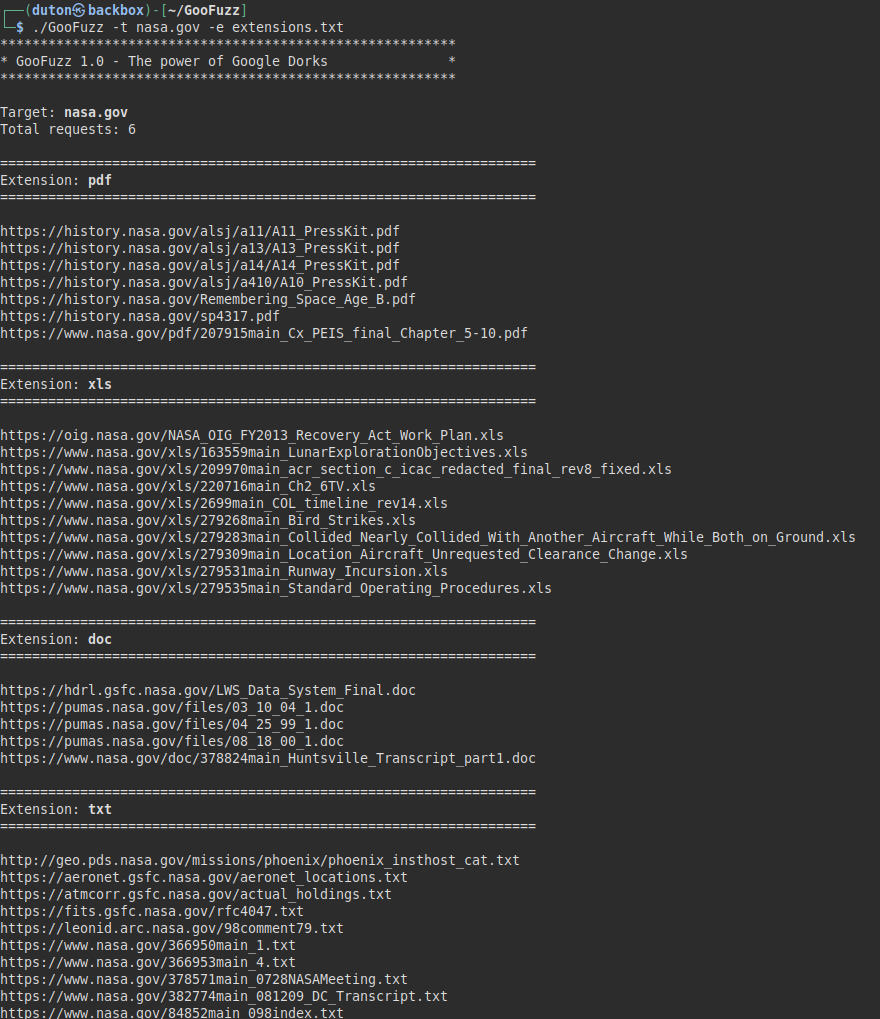 ┌──(duton㉿backbox)-[~/GooFuzz]
└─$ ./GooFuzz -t nasa.gov -e extensions.txt
*********************************************************
* GooFuzz 1.0 - The power of Google Dorks               *
*********************************************************
Target: nasa.gov
Total requests: 6
===================================================================
Extension: pdf
===================================================================
https://history.nasa.gov/alsj/a11/A11_PressKit.pdf
https://history.nasa.gov/alsj/a13/A13_PressKit.pdf
https://history.nasa.gov/alsj/a14/A14_PressKit.pdf
https://history.nasa.gov/alsj/a410/A10_PressKit.pdf
https://history.nasa.gov/Remembering_Space_Age_B.pdf
https://history.nasa.gov/sp4317.pdf
https://www.nasa.gov/pdf/207915main_Cx_PEIS_final_Chapter_5-10.pdf
===================================================================
Extension: xls
===================================================================
https://oig.nasa.gov/NASA_OIG_FY2013_Recovery_Act_Work_Plan.xls
https://www.nasa.gov/xls/163559main_LunarExplorationObjectives.xls
https://www.nasa.gov/xls/209970main_acr_section_c_icac_redacted_final_rev8_fixed.xls
https://www.nasa.gov/xls/220716main_Ch2_6TV.xls
https://www.nasa.gov/xls/2699main_COL_timeline_rev14.xls
https://www.nasa.gov/xls/279268main_Bird_Strikes.xls
https://www.nasa.gov/xls/279283main_Collided_Nearly_Collided_With_Another_Aircraft_While_Both_on_Ground.xls
https://www.nasa.gov/xls/279309main_Location_Aircraft_Unrequested_Clearance_Change.xls
https://www.nasa.gov/xls/279531main_Runway_Incursion.xls
https://www.nasa.gov/xls/279535main_Standard_Operating_Procedures.xls
===================================================================
Extension: doc
===================================================================
https://hdrl.gsfc.nasa.gov/LWS_Data_System_Final.doc
https://pumas.nasa.gov/files/03_10_04_1.doc
https://pumas.nasa.gov/files/04_25_99_1.doc
https://pumas.nasa.gov/files/08_18_00_1.doc
https://www.nasa.gov/doc/378824main_Huntsville_Transcript_part1.doc
===================================================================
Extension: txt
===================================================================
http://geo.pds.nasa.gov/missions/phoenix/phoenix_insthost_cat.txt
https://aeronet.gsfc.nasa.gov/aeronet_locations.txt
https://atmcorr.gsfc.nasa.gov/actual_holdings.txt
https://fits.gsfc.nasa.gov/rfc4047.txt
https://leonid.arc.nasa.gov/98comment79.txt
https://www.nasa.gov/366950main_1.txt
https://www.nasa.gov/366953main_4.txt
https://www.nasa.gov/378571main_0728NASAMeeting.txt
https://www.nasa.gov/382774main_081209_DC_Transcript.txt
https://www.nasa.gov/84852main_098index.txt